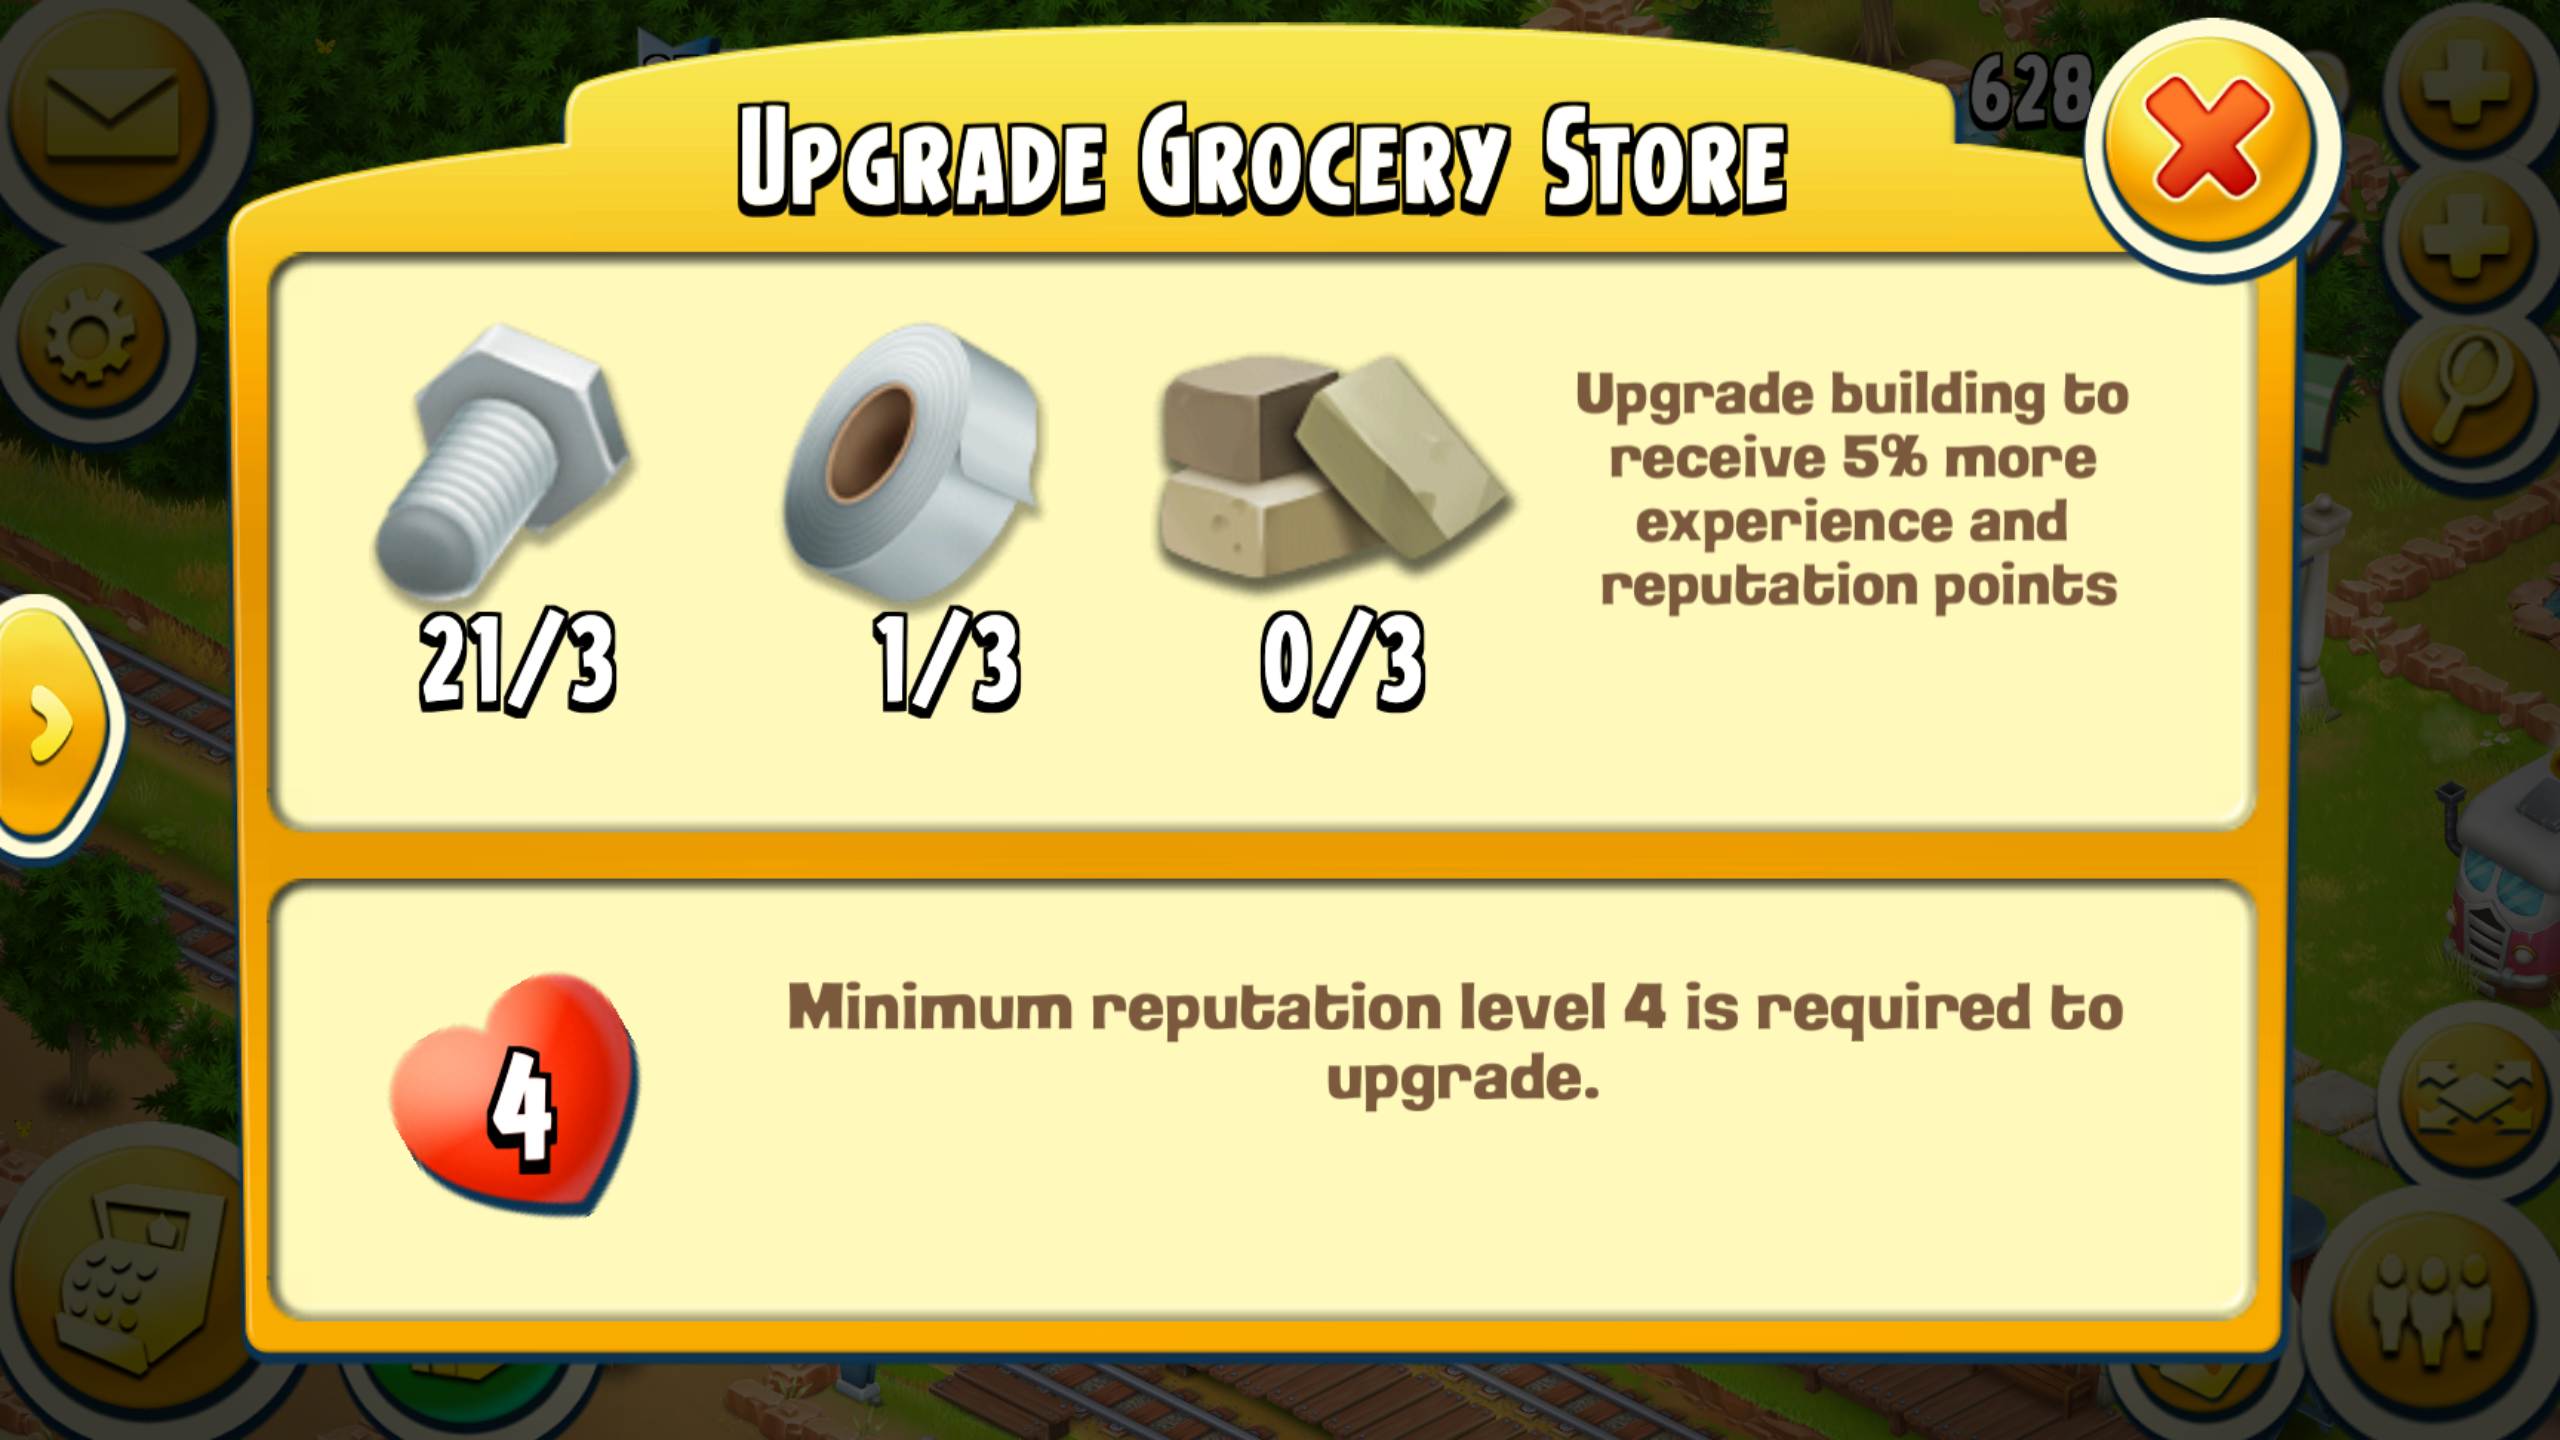 628
UPGRADE GROCERY STORE
Upgrade building to
receive 5% more
experience and
reputation points
21/3
1/3
0/3
4
Minimum reputation level 4 is required to
upgrade.